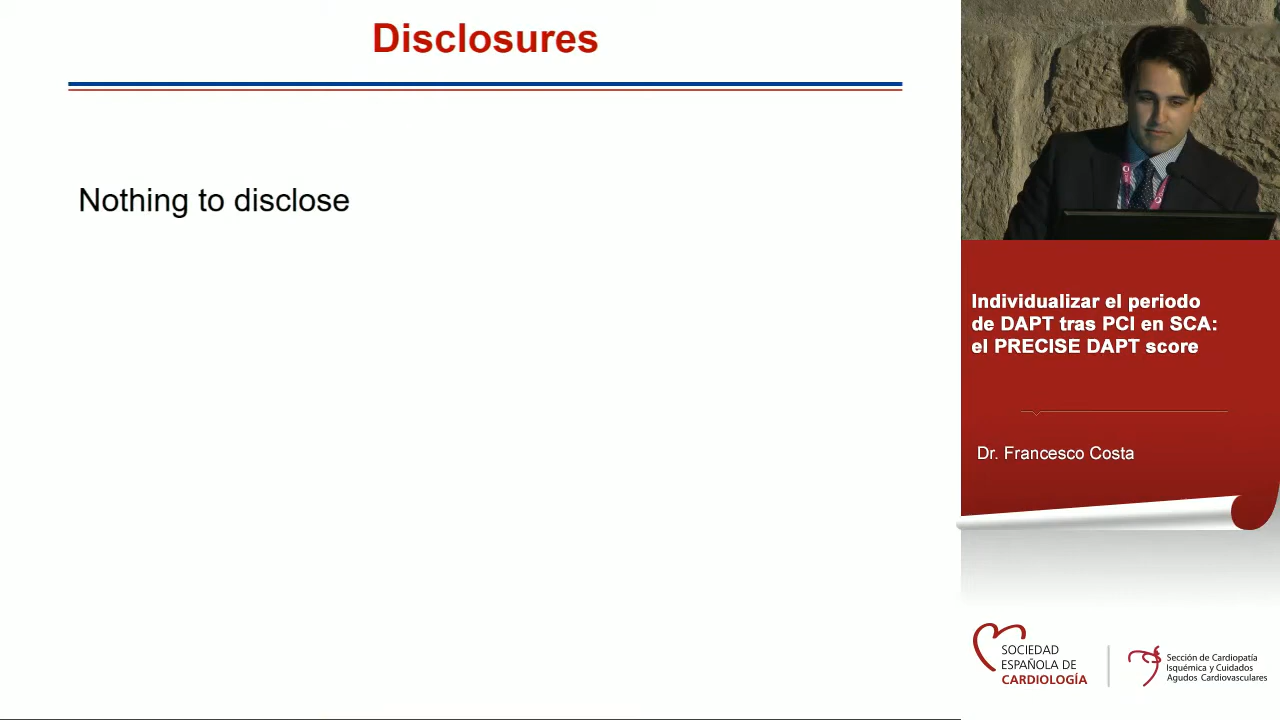 Disclosures
Nothing to disclose
Individualizar el periodo
de DAPT tras PCI en SCA:
el PRECISE DAPT score
Dr. Francesco Costa
SOCIEDAD
ESPAÑOLA DE
CARDIOLOGÍA
Sección de Cardiopatía
Isquémica y Cuidados
Agudos Cardiovasculares